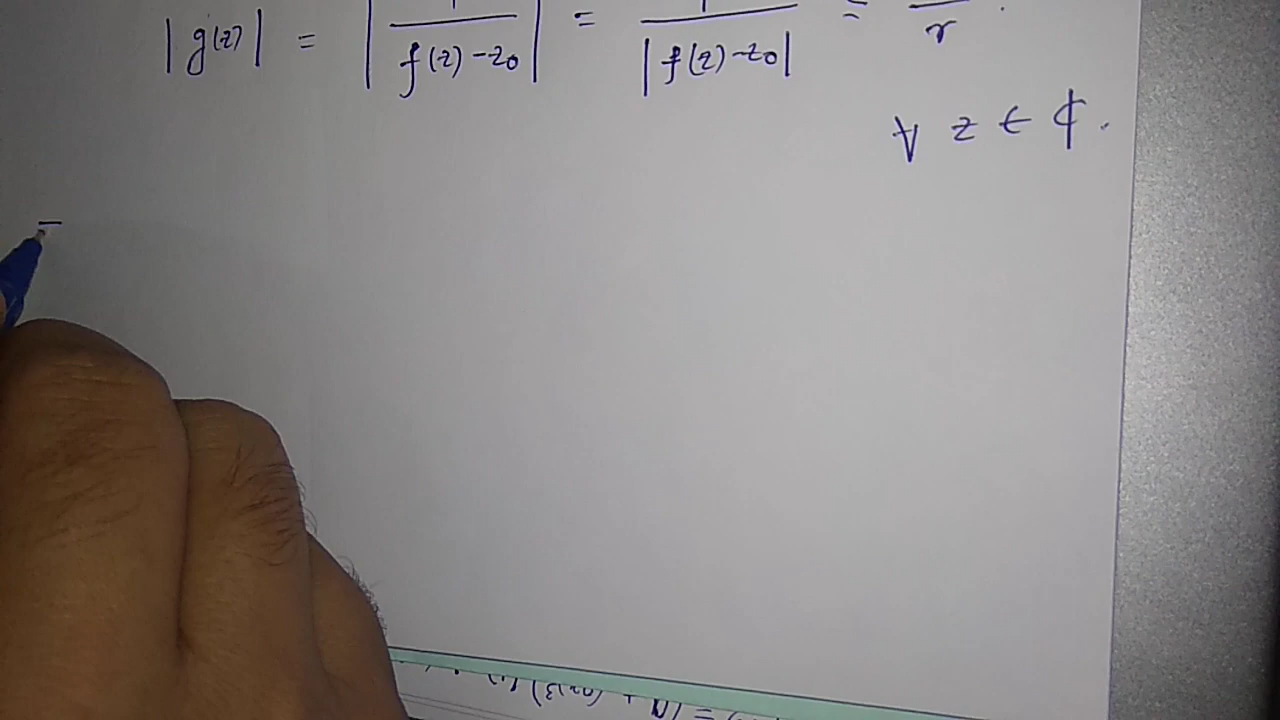 |g(z)| = |1/(f(z)-z₀)| = 1/|f(z)-z₀| ≤ 1/r .
∀ z ∈ ℂ.